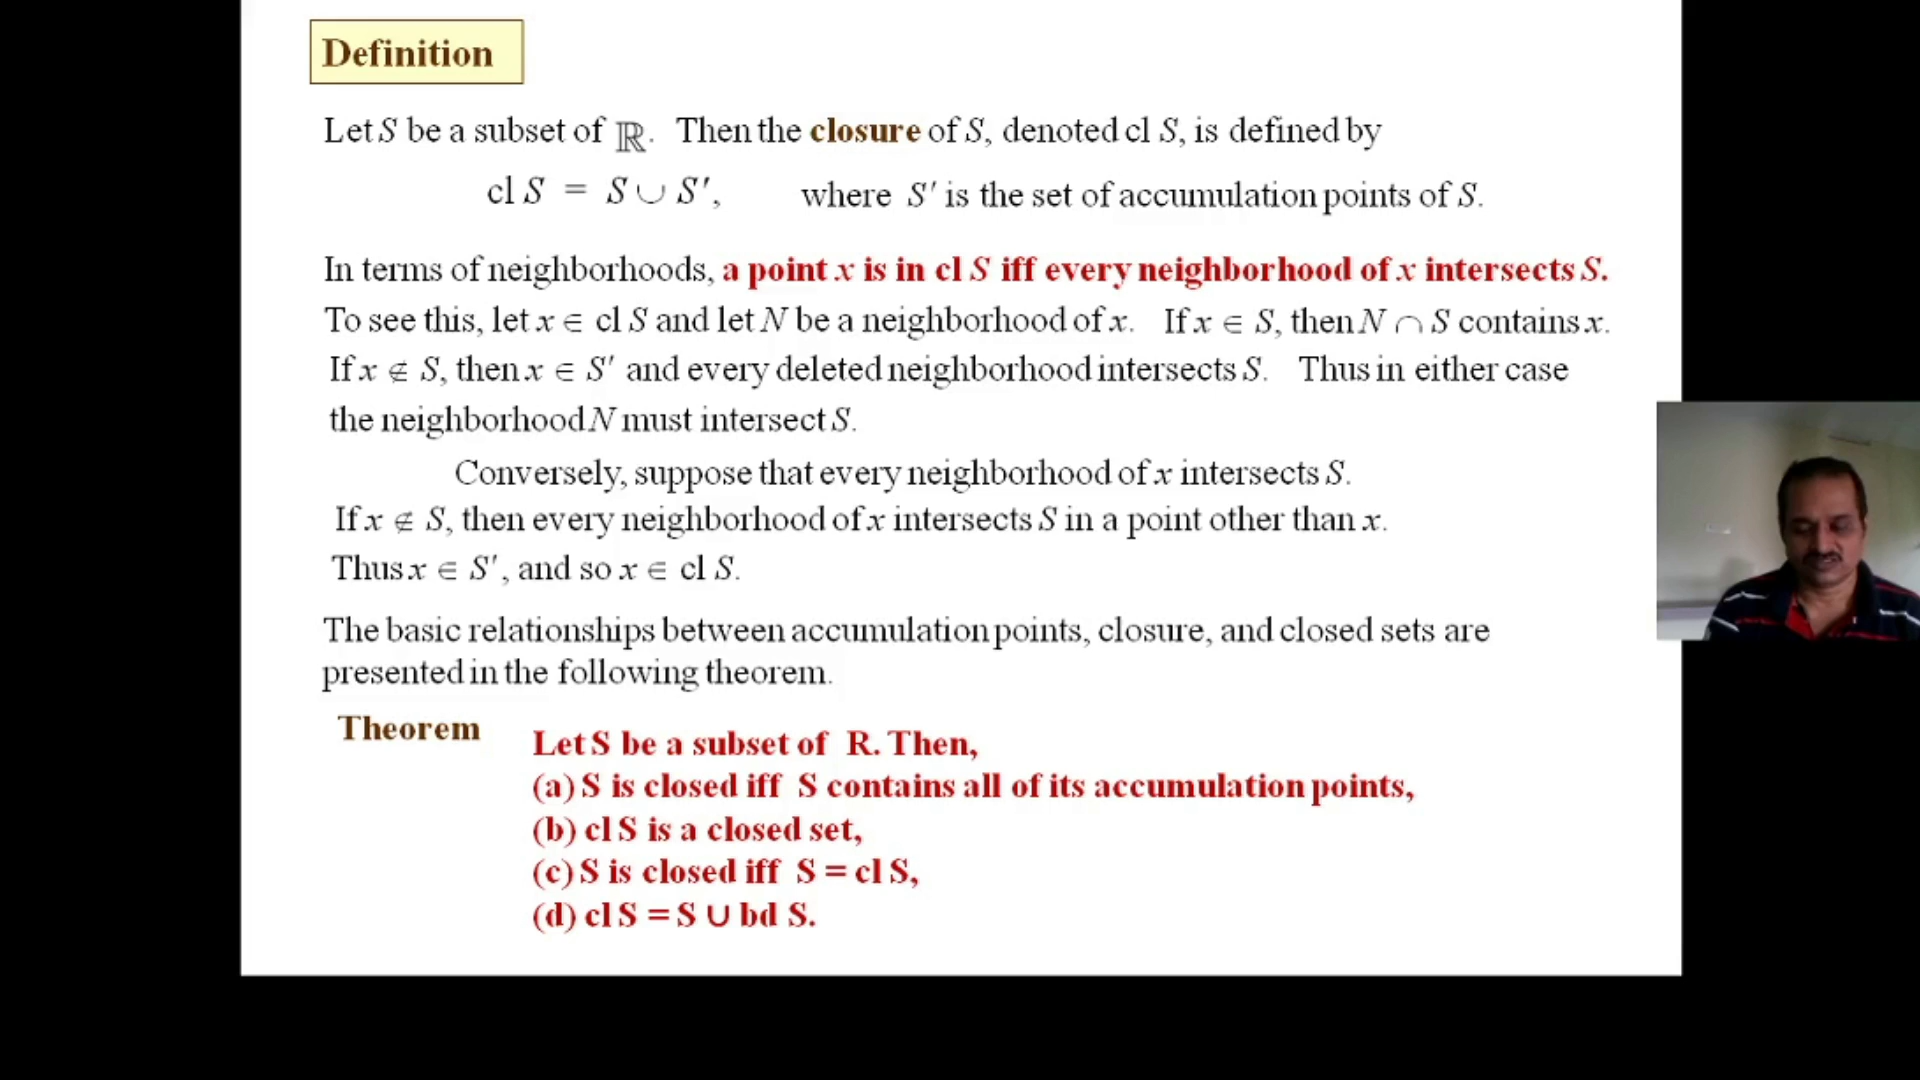 Definition
Let S be a subset of ℝ. Then the closure of S, denoted cl S, is defined by
cl S = S ∪ S′, where S′ is the set of accumulation points of S.
In terms of neighborhoods, a point x is in cl S iff every neighborhood of x intersects S.
To see this, let x ∈ cl S and let N be a neighborhood of x. If x ∈ S, then N ∩ S contains x.
If x ∉ S, then x ∈ S′ and every deleted neighborhood intersects S. Thus in either case
the neighborhood N must intersect S.
Conversely, suppose that every neighborhood of x intersects S.
If x ∉ S, then every neighborhood of x intersects S in a point other than x.
Thus x ∈ S′, and so x ∈ cl S.
The basic relationships between accumulation points, closure, and closed sets are
presented in the following theorem.
Theorem
Let S be a subset of R. Then,
(a) S is closed iff S contains all of its accumulation points,
(b) cl S is a closed set,
(c) S is closed iff S = cl S,
(d) cl S = S ∪ bd S.